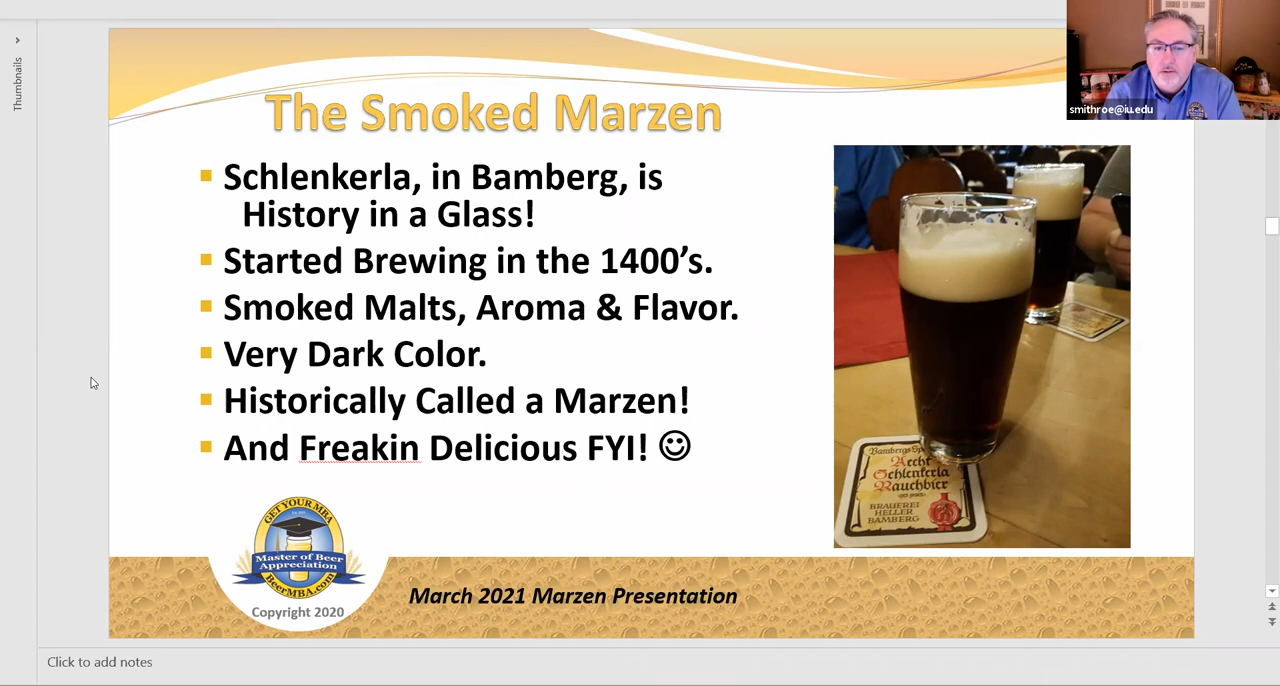 Thumbnails
smithroe@iu.edu
The Smoked Marzen
Schlenkerla, in Bamberg, is
History in a Glass!
Started Brewing in the 1400's.
Smoked Malts, Aroma & Flavor.
Very Dark Color.
Historically Called a Marzen!
And Freakin Delicious FYI! ☺
Aecht
Schlenkerla
Rauchbier
BRAUEREI
HELLER
BAMBERG
GET YOUR MBA
Master of Beer
Appreciation
BeerMBA.com
Copyright 2020
March 2021 Marzen Presentation
Click to add notes